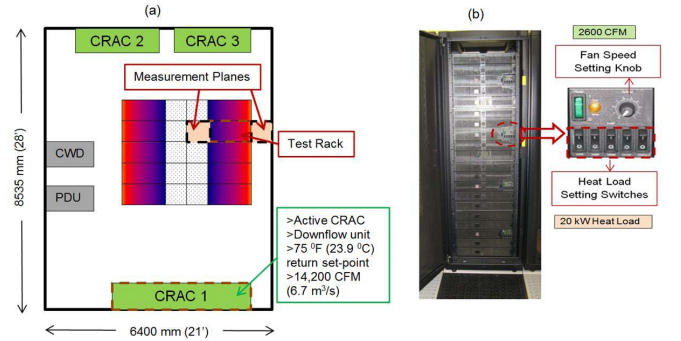 (a)
CRAC 2
CRAC 3
Measurement Planes
Test Rack
CWD
PDU
8535 mm (28')
>Active CRAC
>Downflow unit
>75 ⁰F (23.9 ⁰C)
return set-point
>14,200 CFM
(6.7 m³/s)
CRAC 1
6400 mm (21')
(b)
2600 CFM
Fan Speed
Setting Knob
Heat Load
Setting Switches
20 kW Heat Load